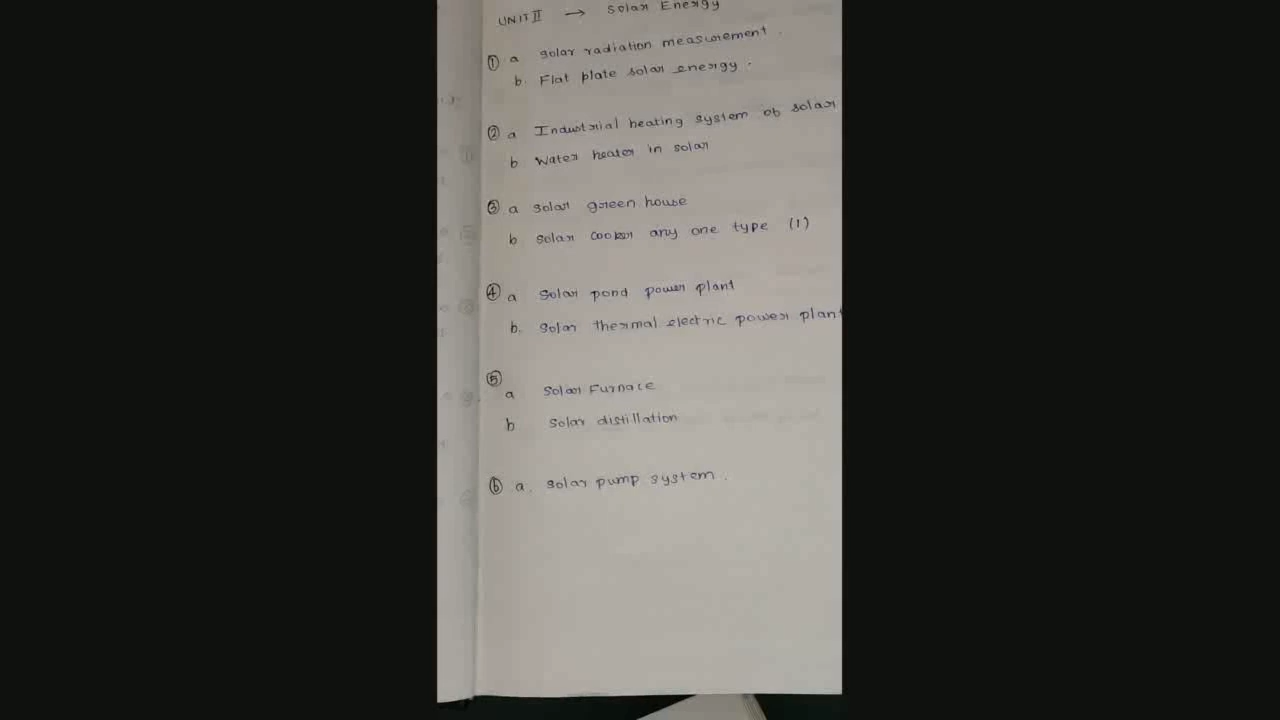 UNIT II → Solar Energy
① a solar radiation measurement.
b. Flat plate solar energy.
② a Industrial heating system of solar
b Water heater in solar
③ a solar green house
b solar cooker any one type (1)
④ a solar pond power plant
b. solar thermal electric power plant
⑤
a Solar Furnace
b Solar distillation
⑥ a. Solar pump system.